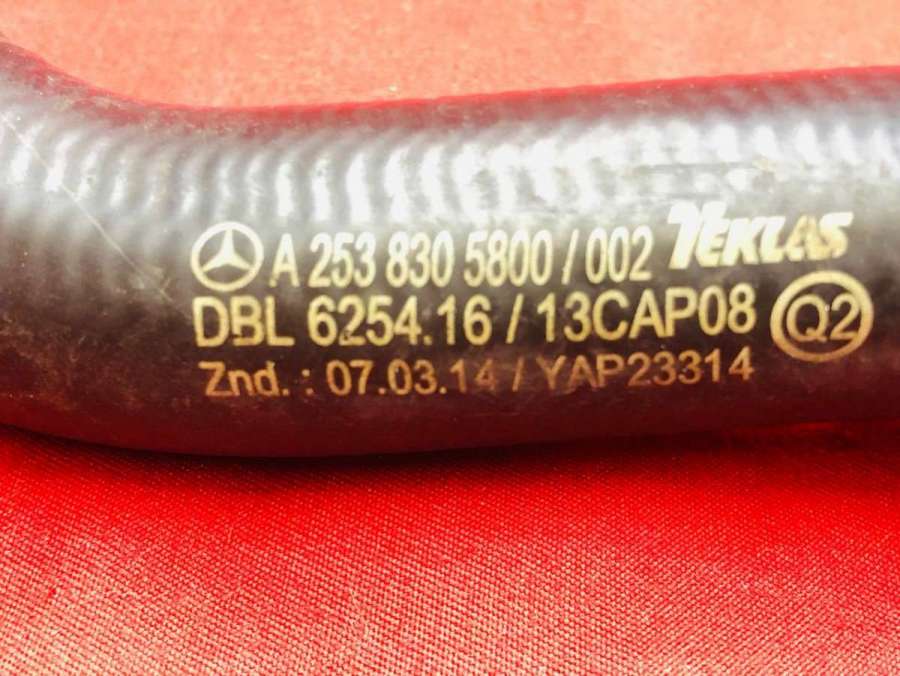 A 253 830 5800 / 002 TEKLAS
DBL 6254.16 / 13CAP08 Q2
Znd. : 07.03.14 / YAP23314